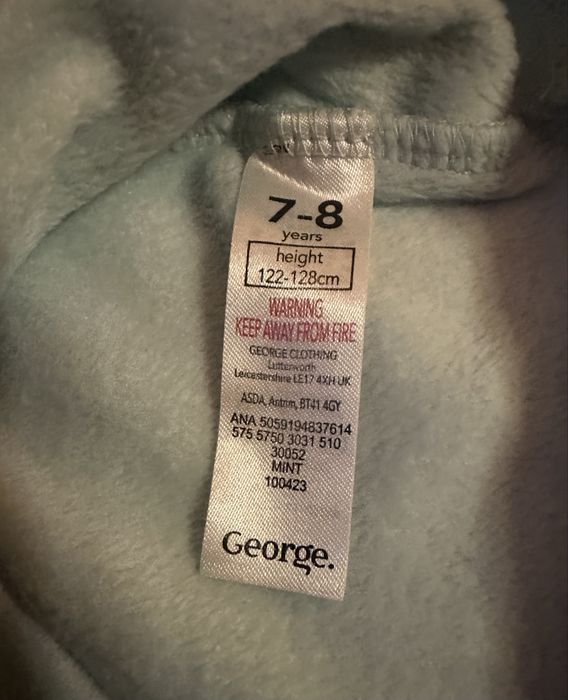 7-8
years
height
122-128cm
WARNING
KEEP AWAY FROM FIRE
GEORGE CLOTHING
Lutterworth
Leicestershire LE17 4XH UK
ASDA, Antrim, BT41 4GY
ANA 5059194837614
575 5750 3031 510
30052
MINT
100423
George.